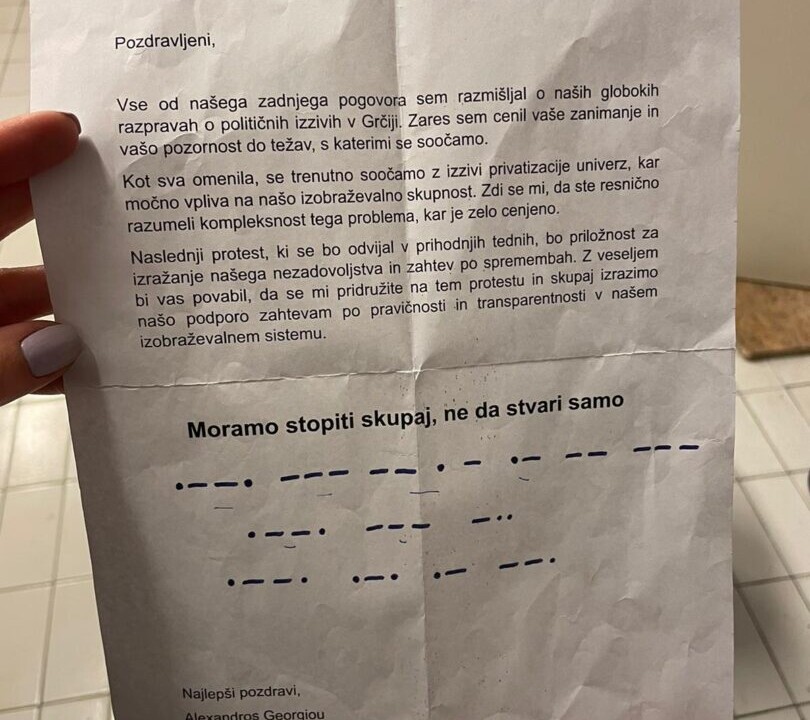 Pozdravljeni,
Vse od našega zadnjega pogovora sem razmišljal o naših globokih
razpravah o političnih izzivih v Grčiji. Zares sem cenil vaše zanimanje in
vašo pozornost do težav, s katerimi se soočamo.
Kot sva omenila, se trenutno soočamo z izzivi privatizacije univerz, kar
močno vpliva na našo izobraževalno skupnost. Zdi se mi, da ste resnično
razumeli kompleksnost tega problema, kar je zelo cenjeno.
Naslednji protest, ki se bo odvijal v prihodnjih tednih, bo priložnost za
izražanje našega nezadovoljstva in zahtev po spremembah. Z veseljem
bi vas povabil, da se mi pridružite na tem protestu in skupaj izrazimo
našo podporo zahtevam po pravičnosti in transparentnosti v našem
izobraževalnem sistemu.
Moramo stopiti skupaj, ne da stvari samo
·––· ––– –– · – ·– –– –––
·––· ––– –··
·––· ·–· ·– ––·
Najlepši pozdravi,
Alexandros Georgiou